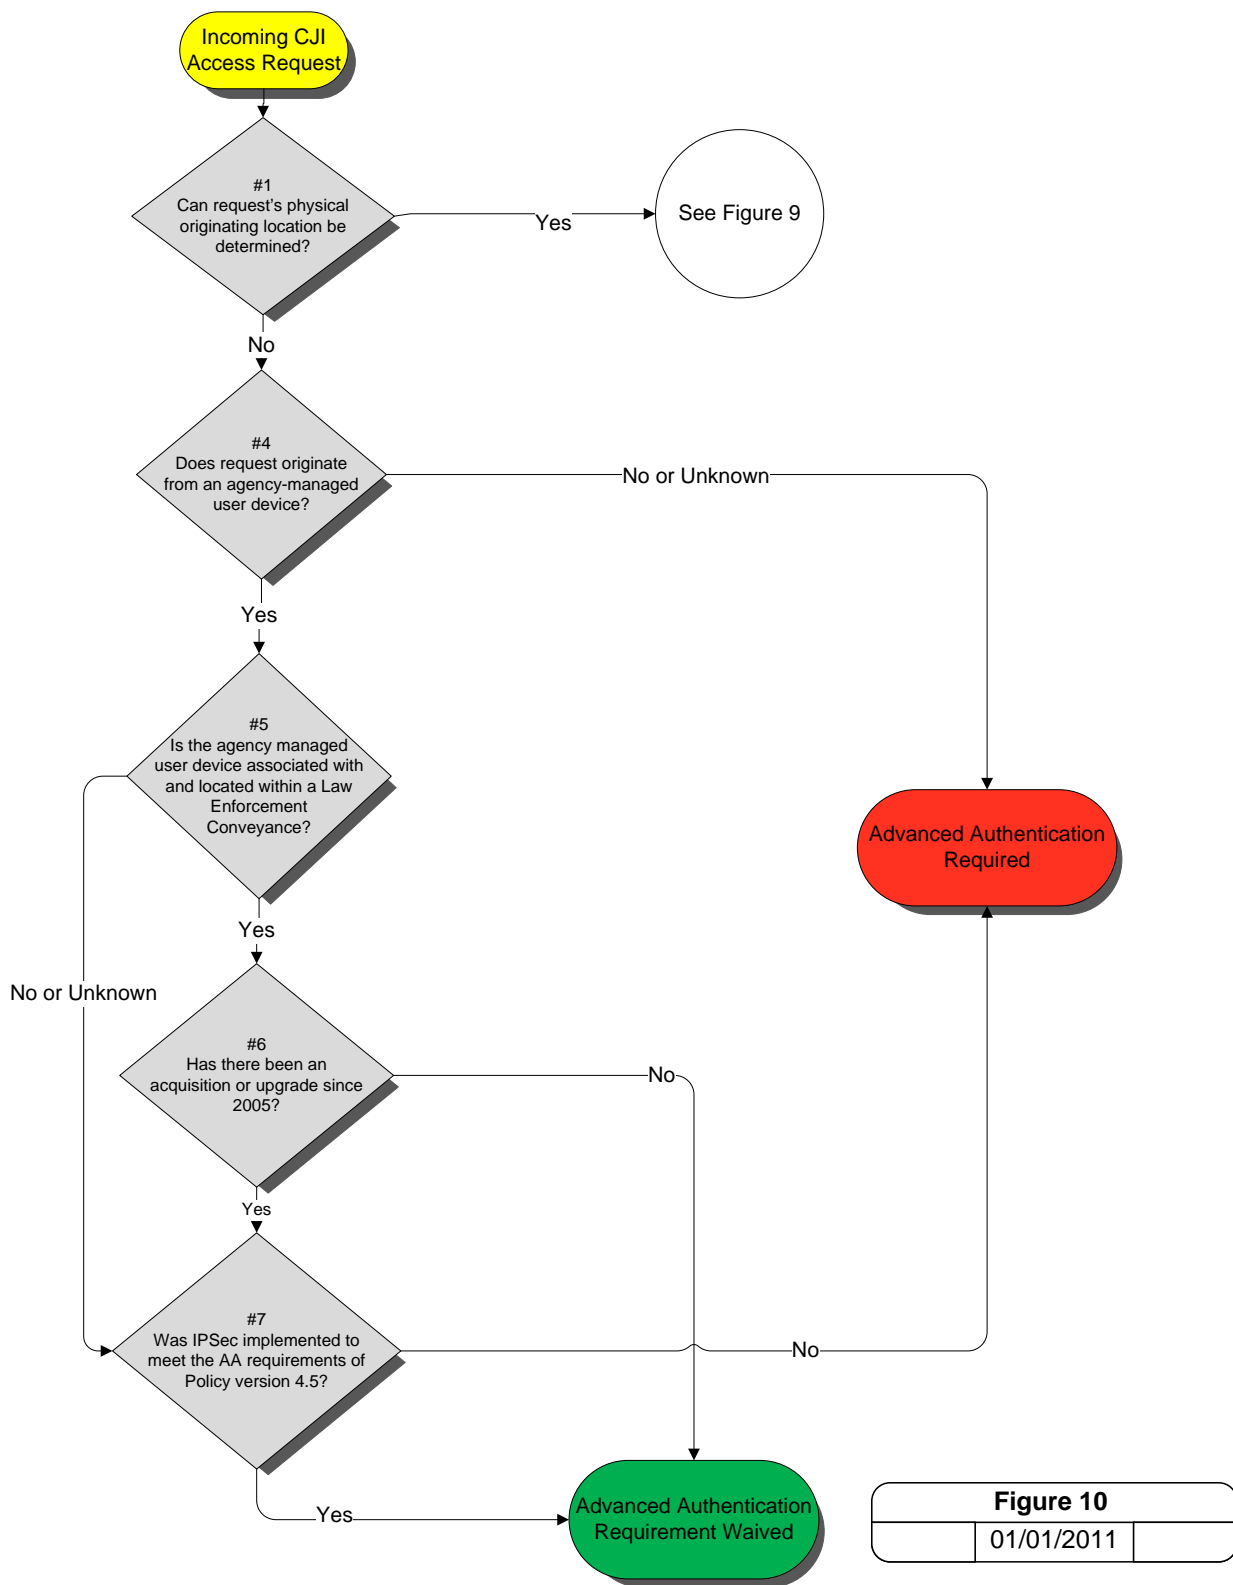 Incoming CJI
Access Request
#1
Can request's physical
originating location be
determined?
Yes
See Figure 9
No
#4
Does request originate
from an agency-managed
user device?
No or Unknown
Yes
#5
Is the agency managed
user device associated with
and located within a Law
Enforcement
Conveyance?
Advanced Authentication
Required
Yes
No or Unknown
#6
Has there been an
acquisition or upgrade since
2005?
No
Yes
#7
Was IPSec implemented to
meet the AA requirements of
Policy version 4.5?
No
Yes
Advanced Authentication
Requirement Waived
Figure 10
01/01/2011